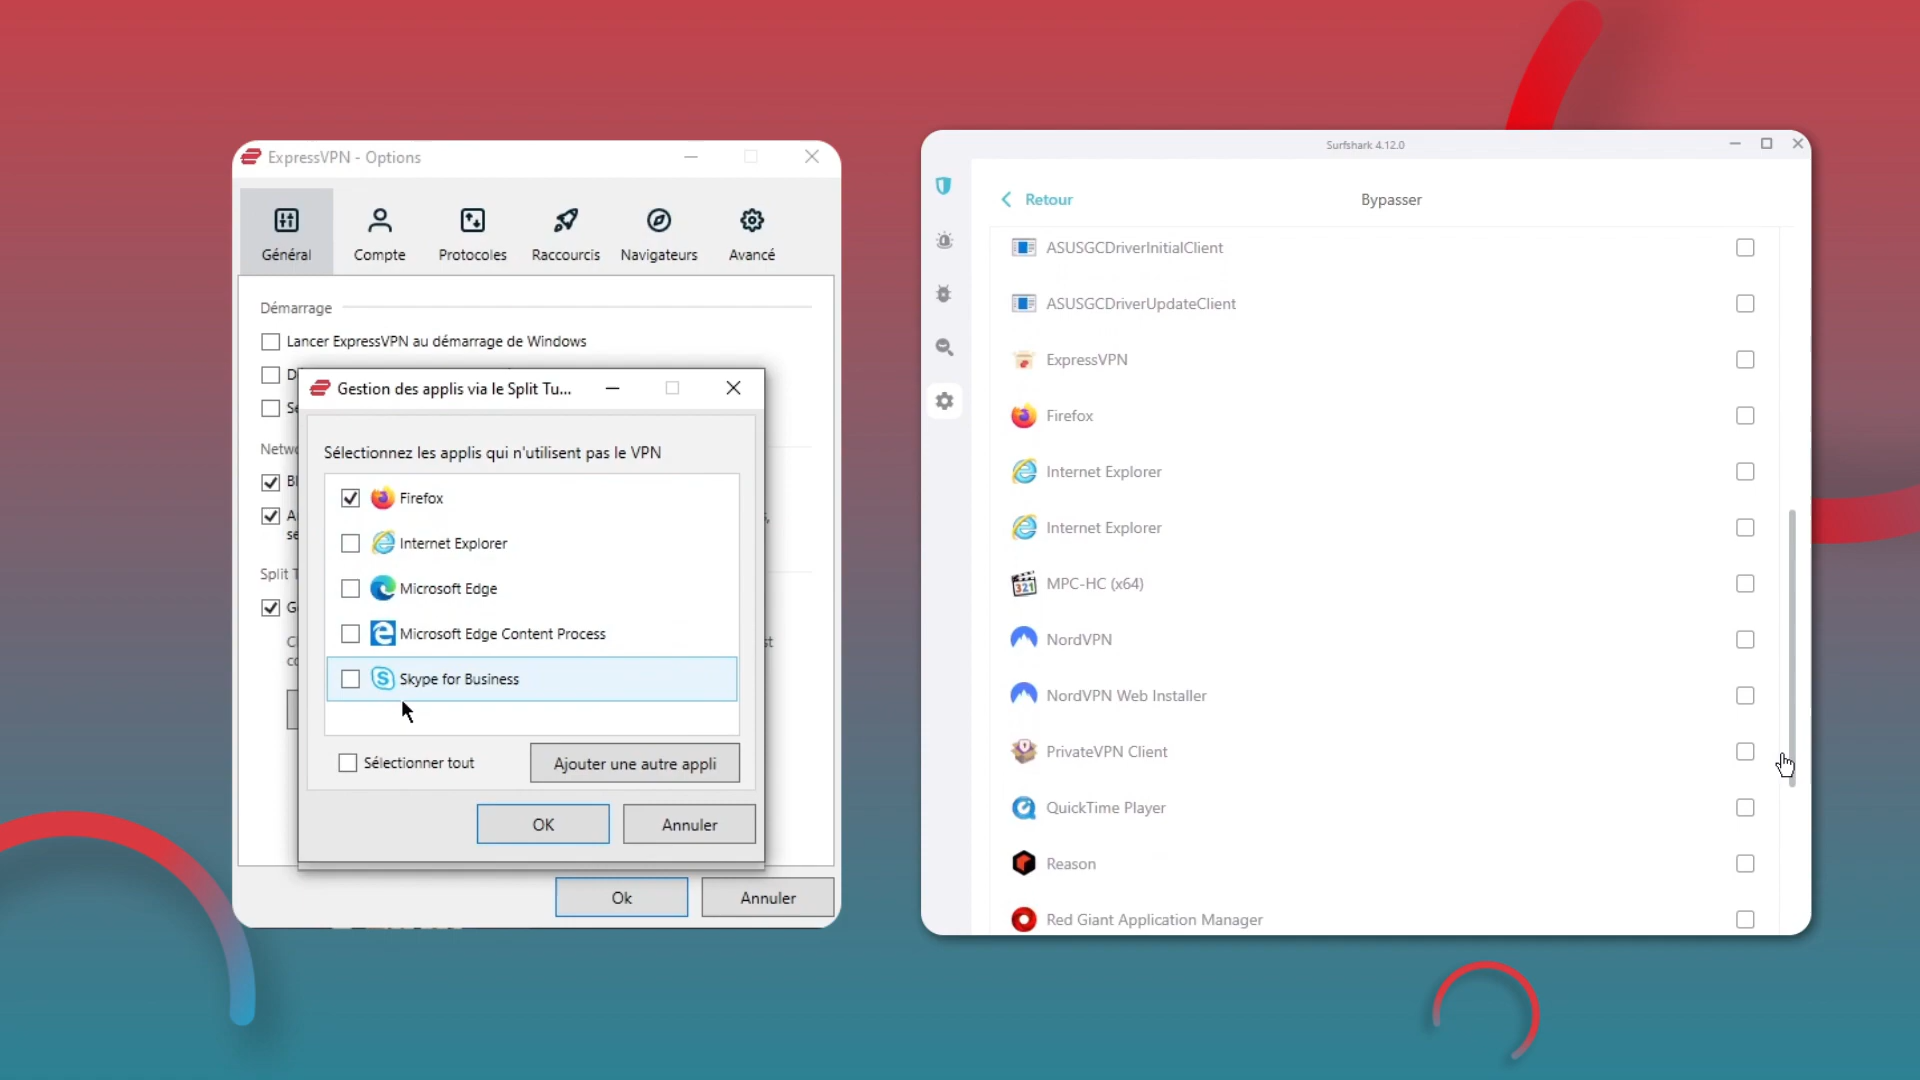 ExpressVPN - Options
Général
Compte
Protocoles
Raccourcis
Navigateurs
Avancé
Démarrage
Lancer ExpressVPN au démarrage de Windows
Gestion des applis via le Split Tu...
Sélectionnez les applis qui n'utilisent pas le VPN
Firefox
Internet Explorer
Microsoft Edge
Microsoft Edge Content Process
Skype for Business
Sélectionner tout
Ajouter une autre appli
OK
Annuler
Split
Ok
Annuler
Surfshark 4.12.0
Retour
Bypasser
ASUSGCDriverInitialClient
ASUSGCDriverUpdateClient
ExpressVPN
Firefox
Internet Explorer
Internet Explorer
MPC-HC (x64)
NordVPN
NordVPN Web Installer
PrivateVPN Client
QuickTime Player
Reason
Red Giant Application Manager